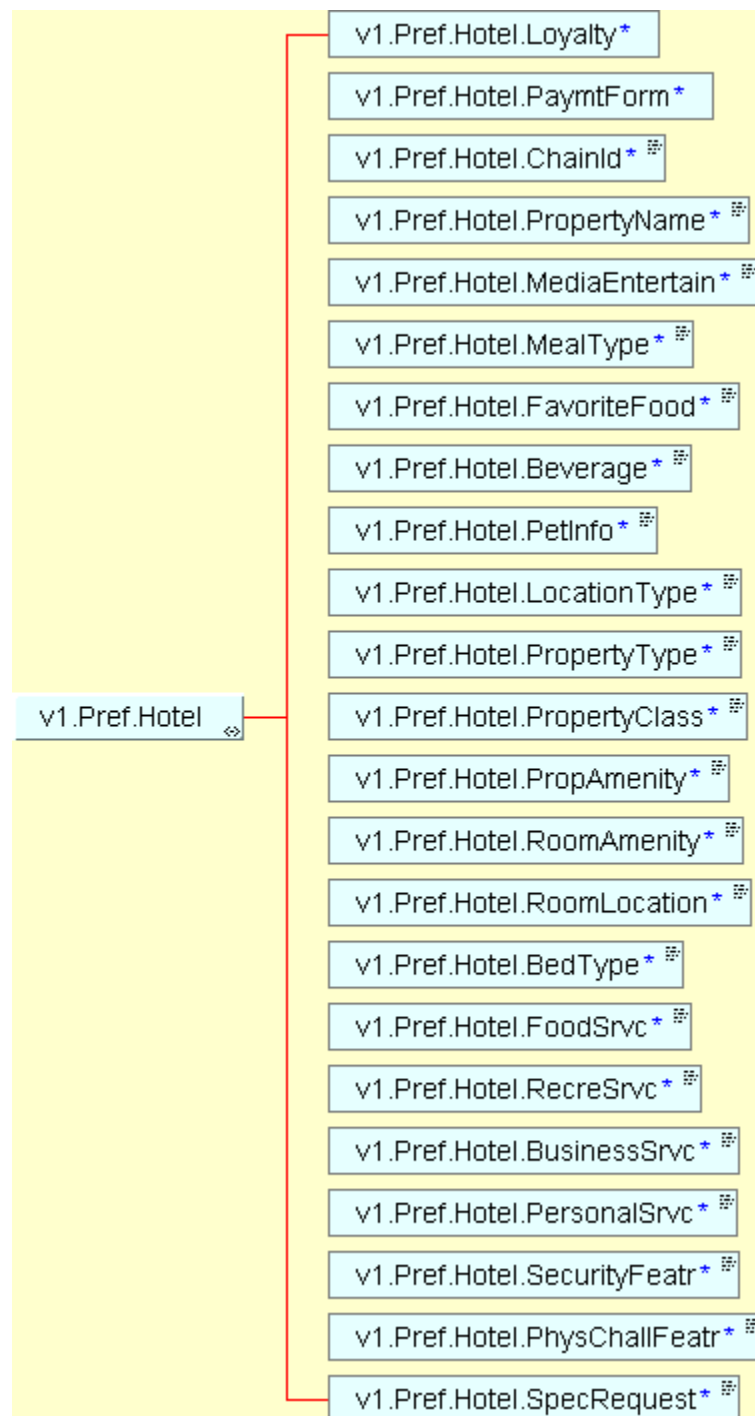 v1.Pref.Hotel.Loyalty*
v1.Pref.Hotel.PaymtForm*
v1.Pref.Hotel.ChainId*
v1.Pref.Hotel.PropertyName*
v1.Pref.Hotel.MediaEntertain*
v1.Pref.Hotel.MealType*
v1.Pref.Hotel.FavoriteFood*
v1.Pref.Hotel.Beverage*
v1.Pref.Hotel.PetInfo*
v1.Pref.Hotel.LocationType*
v1.Pref.Hotel.PropertyType*
v1.Pref.Hotel
v1.Pref.Hotel.PropertyClass*
v1.Pref.Hotel.PropAmenity*
v1.Pref.Hotel.RoomAmenity*
v1.Pref.Hotel.RoomLocation*
v1.Pref.Hotel.BedType*
v1.Pref.Hotel.FoodSrvc*
v1.Pref.Hotel.RecreSrvc*
v1.Pref.Hotel.BusinessSrvc*
v1.Pref.Hotel.PersonalSrvc*
v1.Pref.Hotel.SecurityFeatr*
v1.Pref.Hotel.PhysChallFeatr*
v1.Pref.Hotel.SpecRequest*